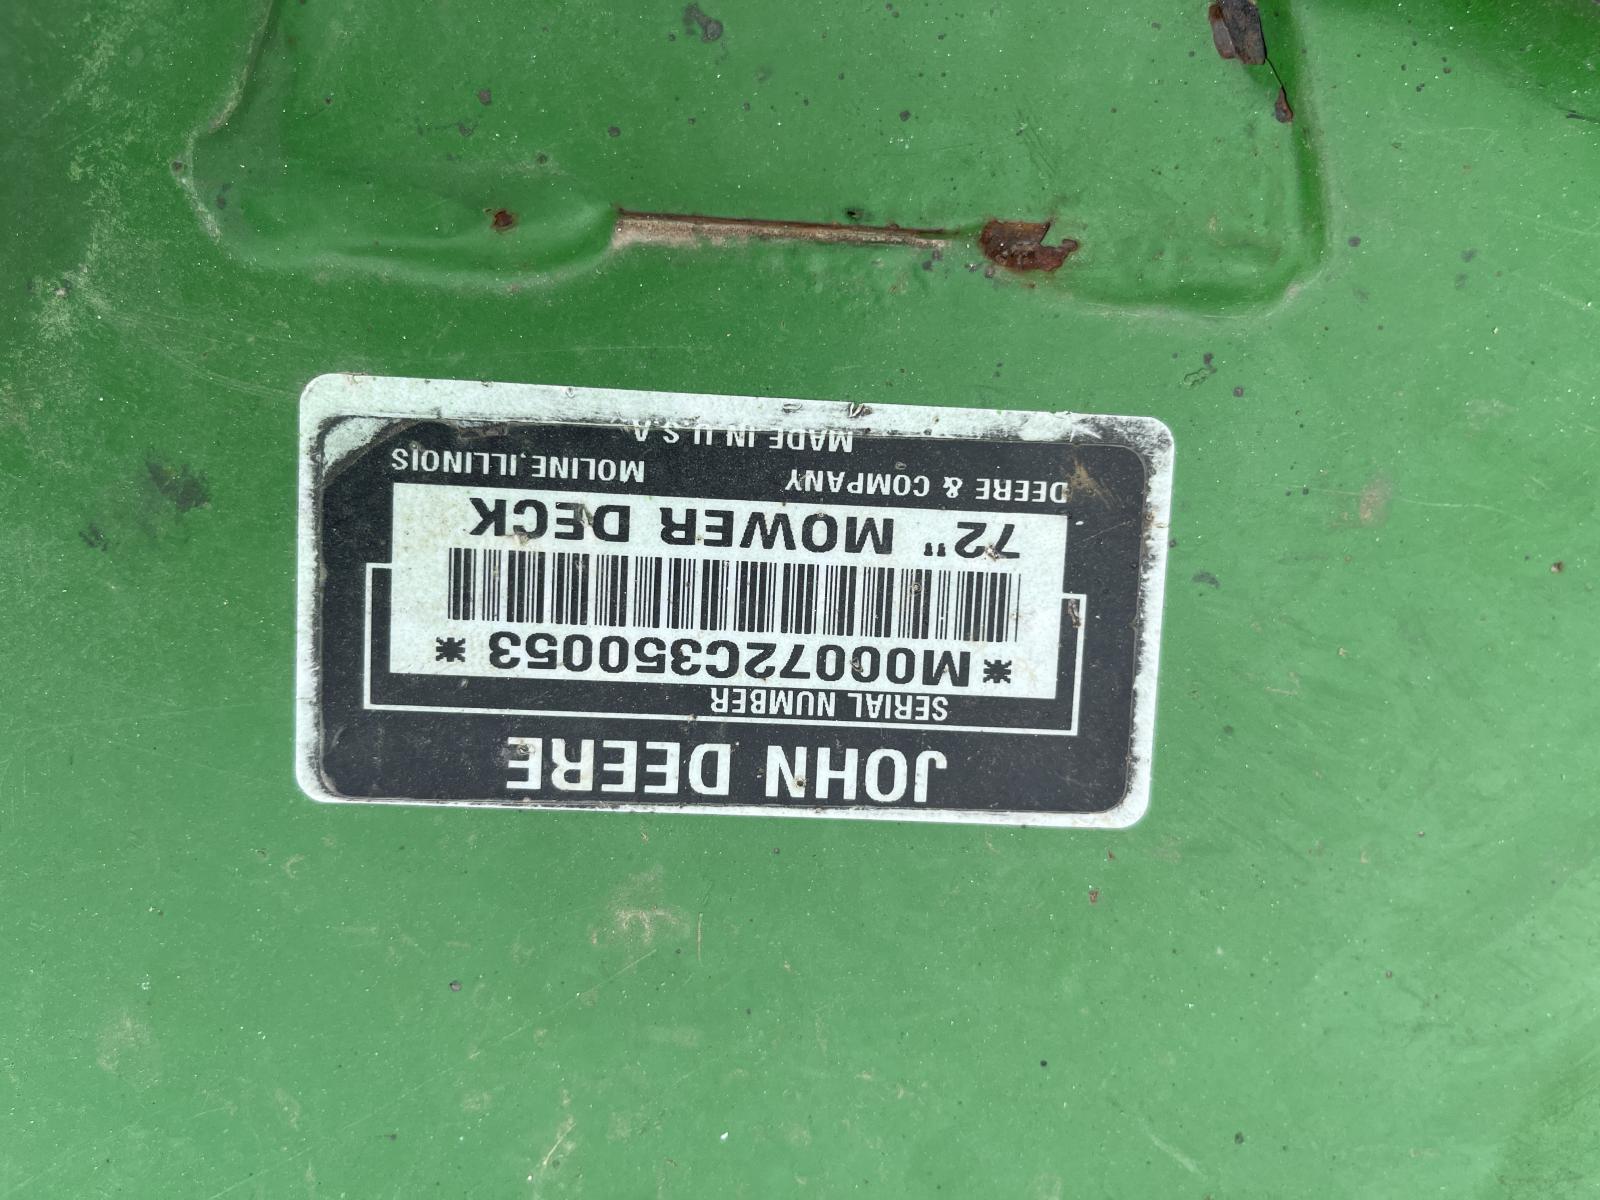 JOHN DEERE
SERIAL NUMBER
*M00072C350053*
72" MOWER DECK
DEERE & COMPANY MOLINE, ILLINOIS
MADE IN U.S.A